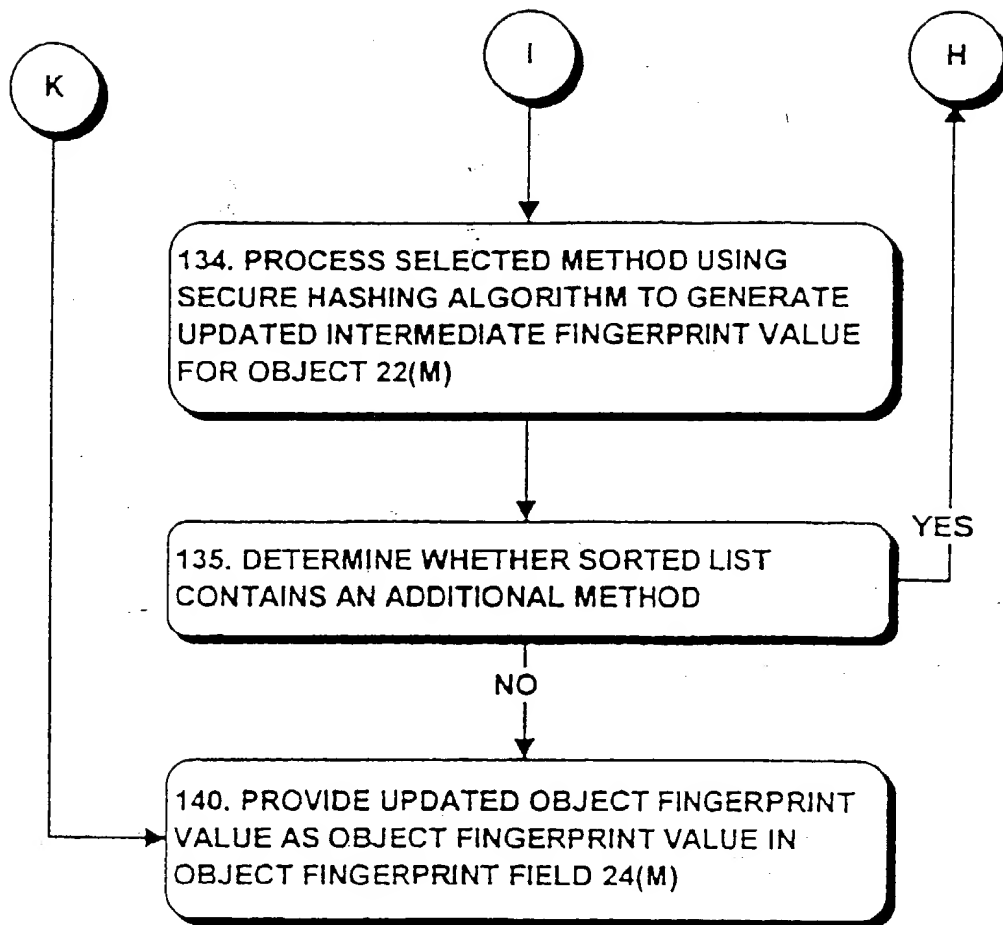 K
I
H
134. PROCESS SELECTED METHOD USING
SECURE HASHING ALGORITHM TO GENERATE
UPDATED INTERMEDIATE FINGERPRINT VALUE
FOR OBJECT 22(M)
YES
135. DETERMINE WHETHER SORTED LIST
CONTAINS AN ADDITIONAL METHOD
NO
140. PROVIDE UPDATED OBJECT FINGERPRINT
VALUE AS OBJECT FINGERPRINT VALUE IN
OBJECT FINGERPRINT FIELD 24(M)